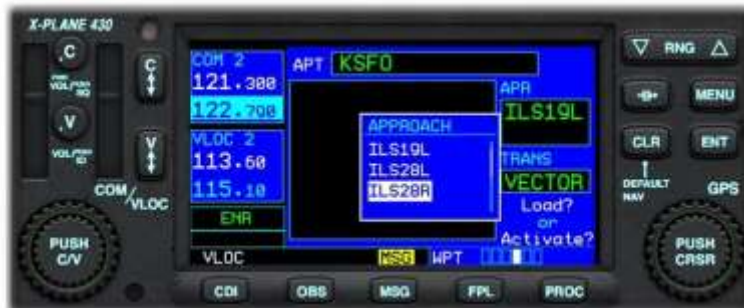 X-PLANE 430
C
VOL/
SQ
V
VOL/
ID
C
V
COM/
VLOC
PUSH
C/V
COM 2
121.300
122.700
VLOC 2
113.60
115.10
ENR
VLOC
APT KSFO
APR
ILS19L
APPROACH
ILS19L
ILS28L
ILS28R
TRANS
VECTOR
Load?
or
Activate?
MSG WPT
RNG
MENU
CLR ENT
DEFAULT
NAV
GPS
PUSH
CRSR
CDI OBS MSG FPL PROC